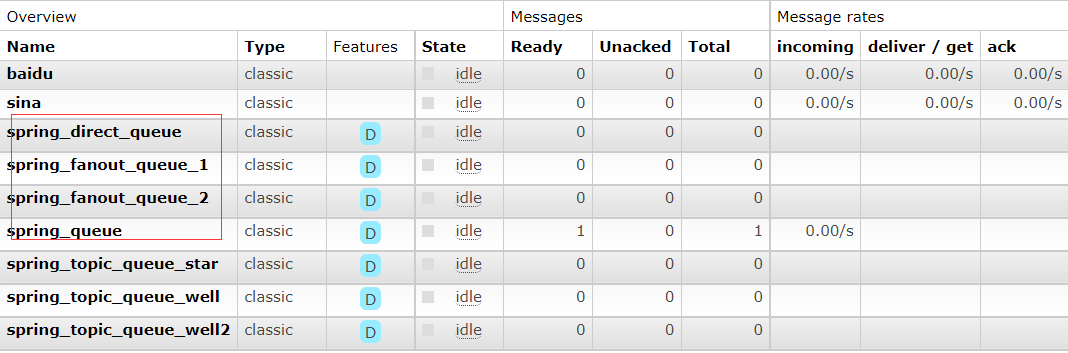 Overview Messages Message rates
Name Type Features State Ready Unacked Total incoming deliver / get ack
baidu classic idle 0 0 0 0.00/s 0.00/s 0.00/s
sina classic idle 0 0 0 0.00/s 0.00/s 0.00/s
spring_direct_queue classic D idle 0 0 0
spring_fanout_queue_1 classic D idle 0 0 0
spring_fanout_queue_2 classic D idle 0 0 0
spring_queue classic D idle 1 0 1 0.00/s
spring_topic_queue_star classic D idle 0 0 0
spring_topic_queue_well classic D idle 0 0 0
spring_topic_queue_well2 classic D idle 0 0 0